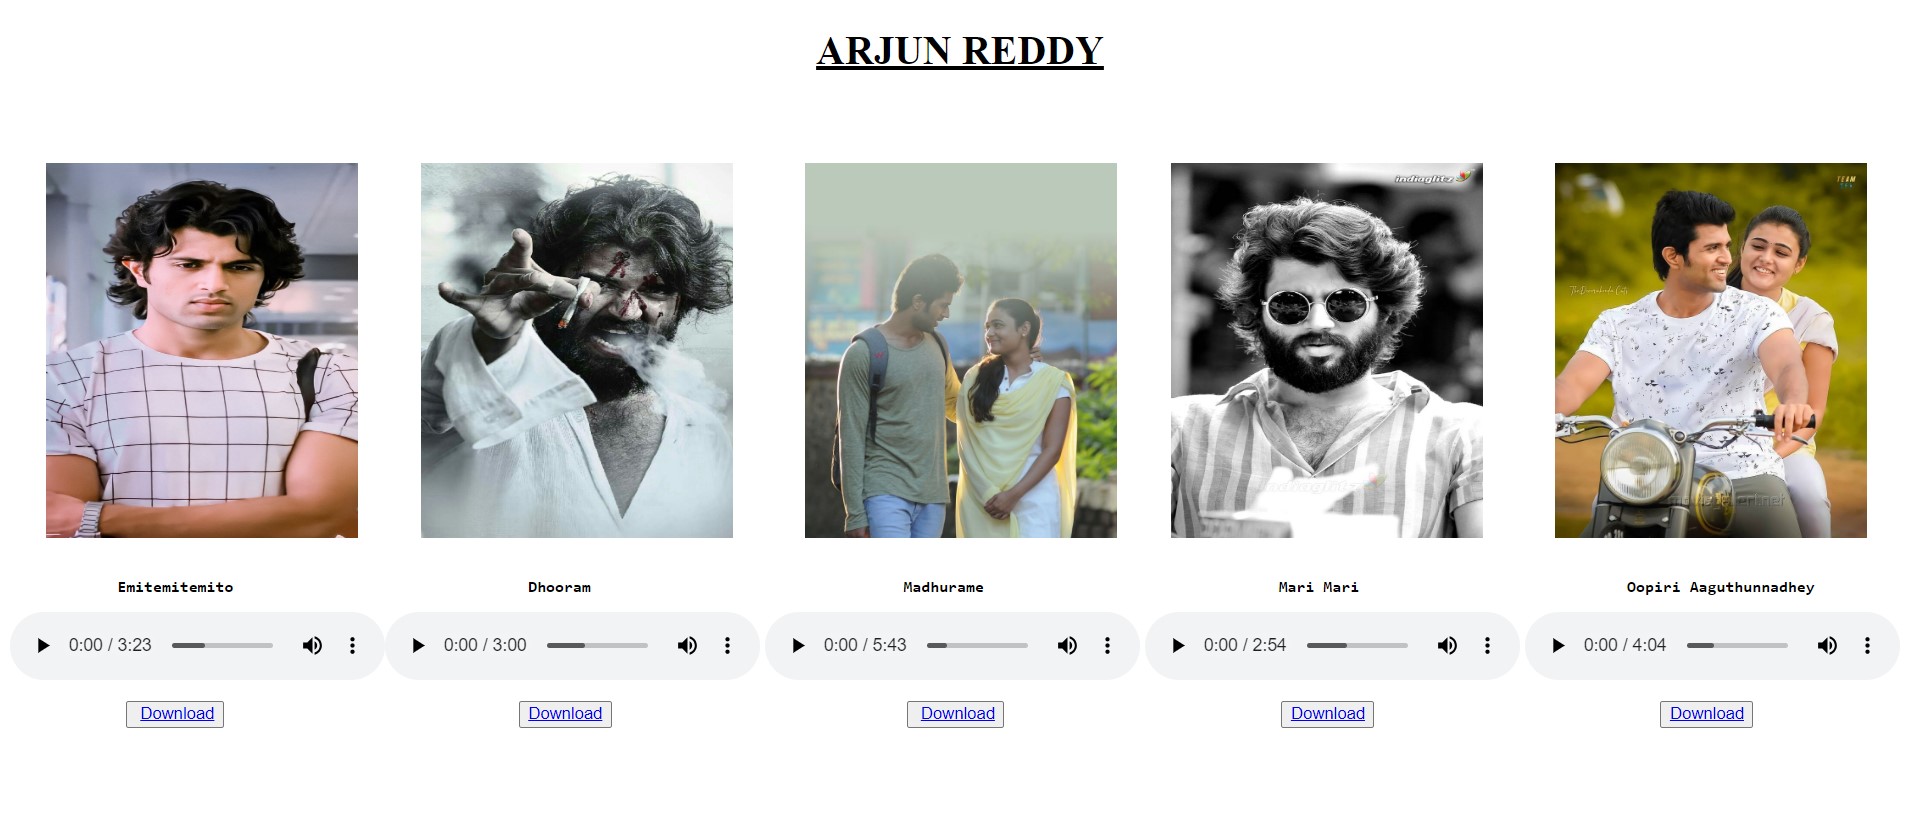 ARJUN REDDY
indiaglitz
TEAM
indiaglitz
Emitemitemito
Dhooram
Madhurame
Mari Mari
Oopiri Aaguthunnadhey
0:00 / 3:23
0:00 / 3:00
0:00 / 5:43
0:00 / 2:54
0:00 / 4:04
Download
Download
Download
Download
Download